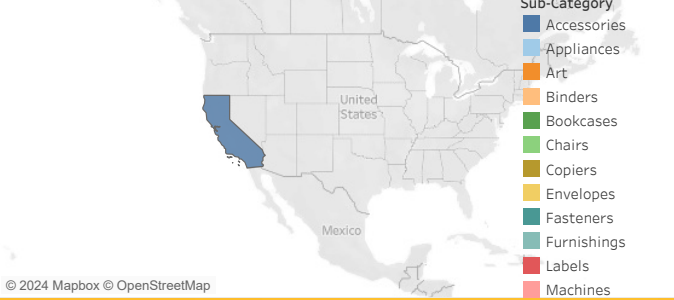 Sub-Category
Accessories
Appliances
Art
Binders
Bookcases
Chairs
Copiers
Envelopes
Fasteners
Furnishings
Labels
Machines
United
States
Mexico
© 2024 Mapbox © OpenStreetMap